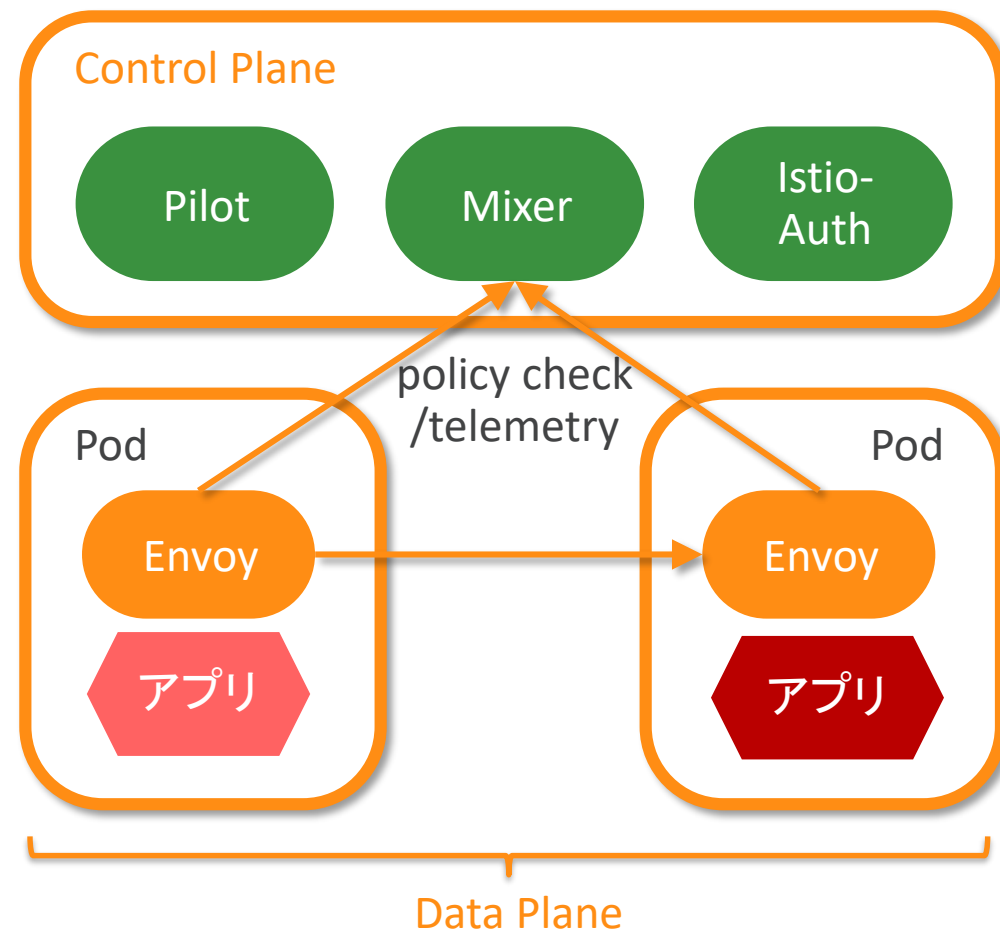 Control Plane
Pilot
Mixer
Istio-
Auth
policy check
/telemetry
Pod
Pod
Envoy
Envoy
アプリ
アプリ
Data Plane